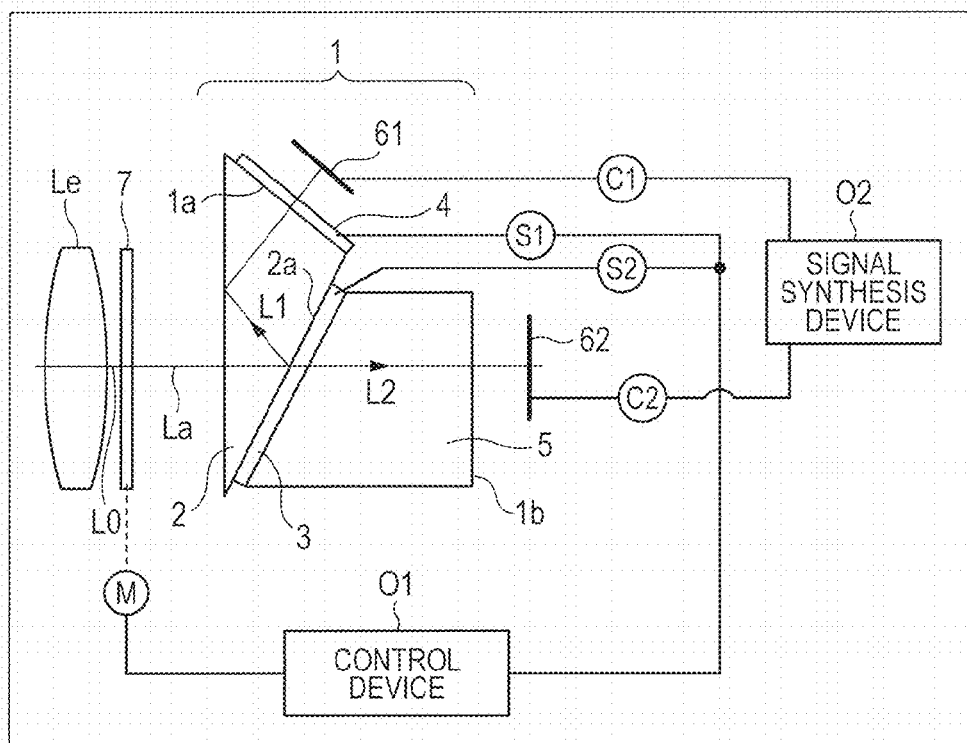 1
61
Le
7
1a
4
C1
O2
S1
2a
S2
SIGNAL
SYNTHESIS
DEVICE
L1
62
L2
La
C2
5
2
3
1b
L0
M
O1
CONTROL
DEVICE